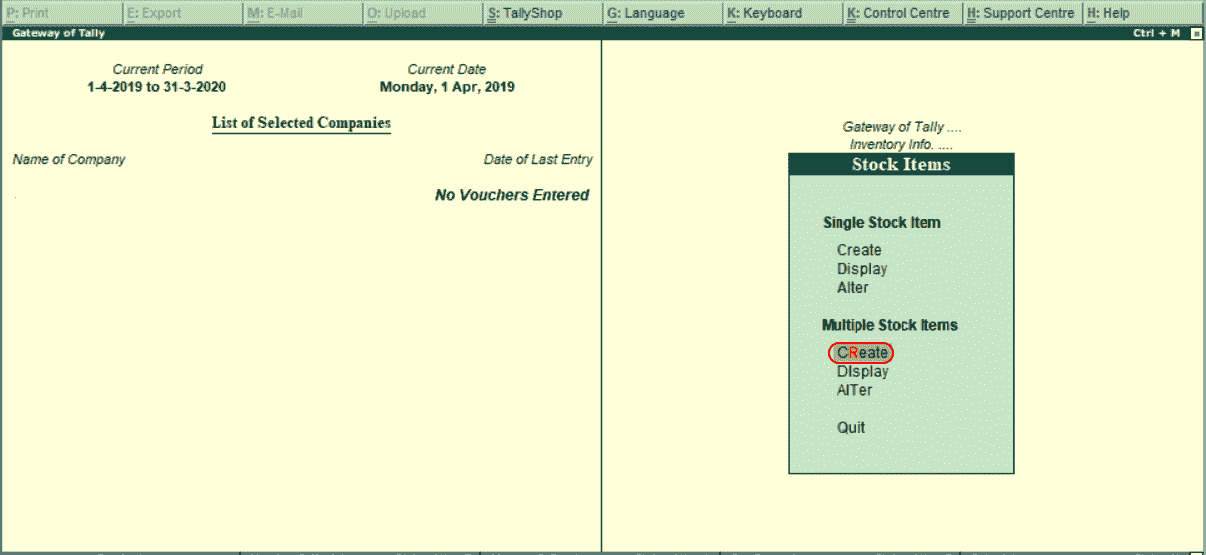 P: Print E: Export M: E-Mail O: Upload S: TallyShop G: Language K: Keyboard K: Control Centre H: Support Centre H: Help
Gateway of Tally Ctrl + M
Current Period Current Date
1-4-2019 to 31-3-2020 Monday, 1 Apr, 2019
List of Selected Companies
Name of Company Date of Last Entry
No Vouchers Entered
Gateway of Tally ....
Inventory Info. ....
Stock Items
Single Stock Item
Create
Display
Alter
Multiple Stock Items
CReate
DIsplay
AlTer
Quit